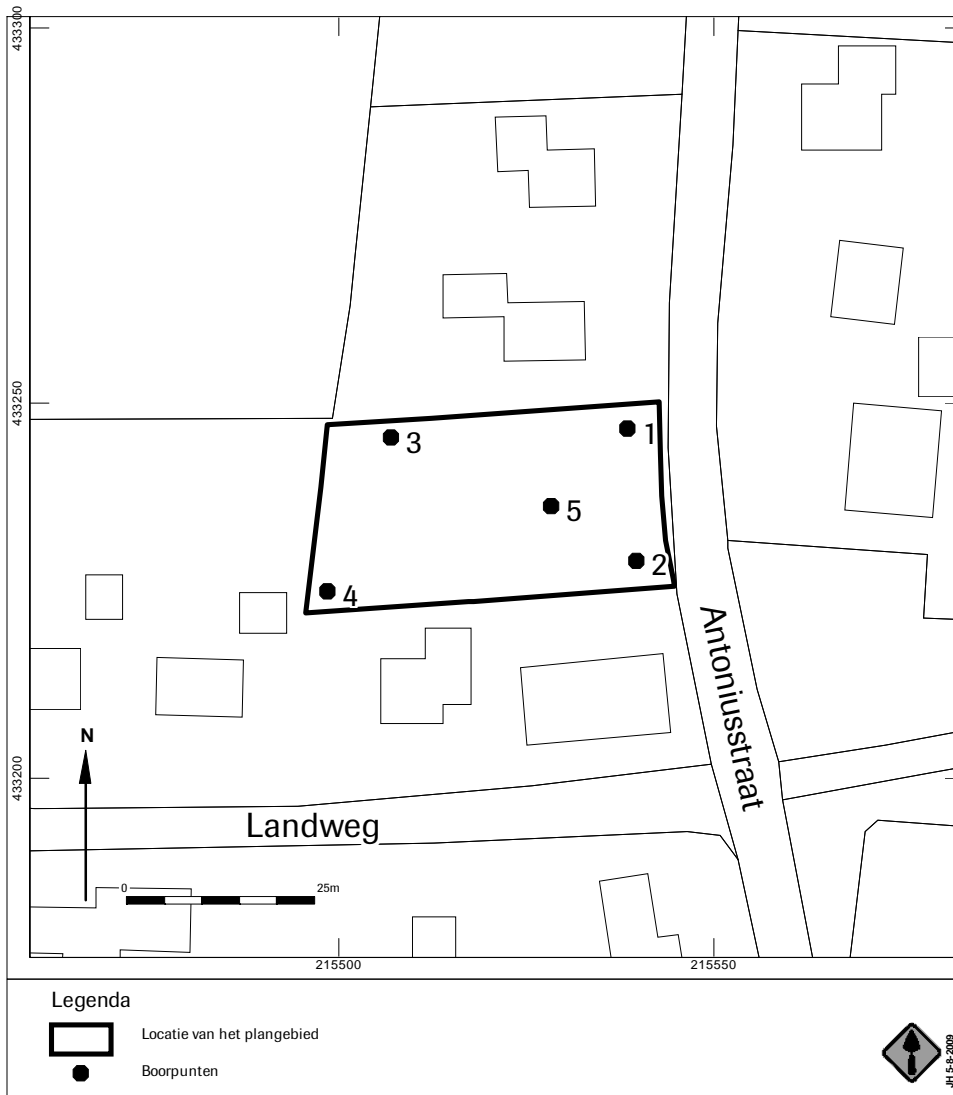 433300
433250
433200
3
1
5
2
4
Antoniusstraat
N
Landweg
0 25m
215500 215550
Legenda
Locatie van het plangebied
Boorpunten
JH 5-8-2009